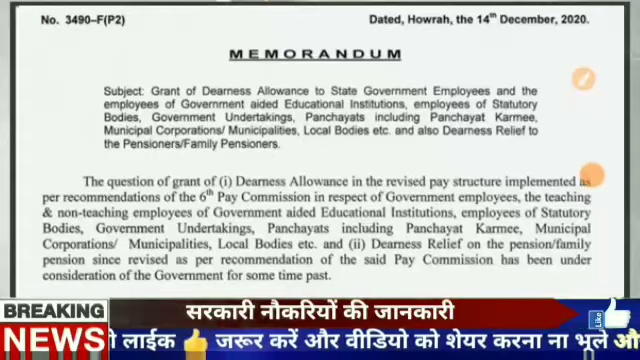 No. 3490–F(P2) Dated, Howrah, the 14th December, 2020.
MEMORANDUM
Subject: Grant of Dearness Allowance to State Government Employees and the
employees of Government aided Educational Institutions, employees of Statutory
Bodies, Government Undertakings, Panchayats including Panchayat Karmee,
Municipal Corporations/ Municipalities, Local Bodies etc. and also Dearness Relief to
the Pensioners/Family Pensioners.
The question of grant of (i) Dearness Allowance in the revised pay structure implemented as
per recommendations of the 6th Pay Commission in respect of Government employees, the teaching
& non-teaching employees of Government aided Educational Institutions, employees of Statutory
Bodies, Government Undertakings, Panchayats including Panchayat Karmee, Municipal
Corporations/ Municipalities, Local Bodies etc. and (ii) Dearness Relief on the pension/family
pension since revised as per recommendation of the said Pay Commission has been under
consideration of the Government for some time past.
BREAKING
NEWS
सरकारी नौकरियों की जानकारी
Like
लाईक 👍 जरूर करें और वीडियो को शेयर करना ना भूले